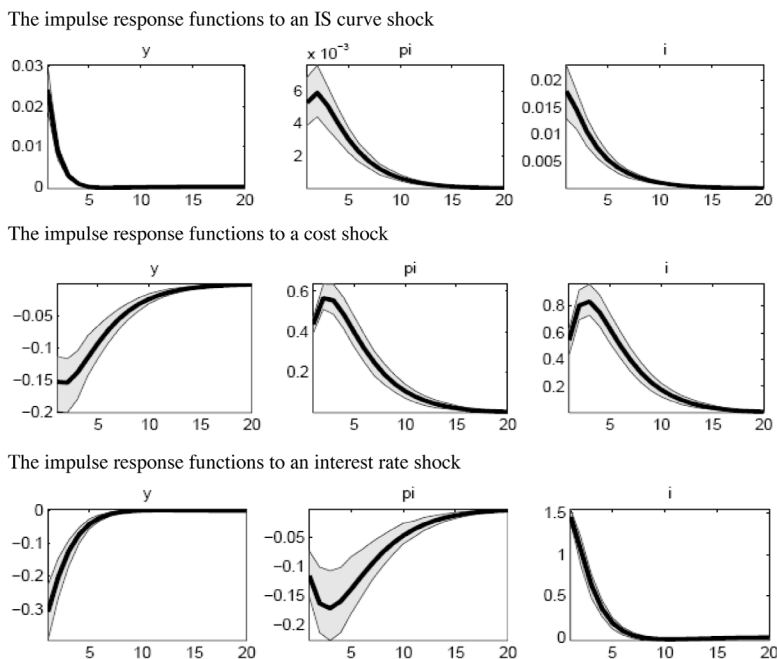 The impulse response functions to an IS curve shock
y pi i
x 10⁻³
0.03 0.02 0.01 0
6 4 2
0.02 0.015 0.01 0.005
5 10 15 20 5 10 15 20 5 10 15 20
The impulse response functions to a cost shock
y pi i
−0.05 −0.1 −0.15 −0.2
0.6 0.4 0.2
0.8 0.6 0.4 0.2
5 10 15 20 5 10 15 20 5 10 15 20
The impulse response functions to an interest rate shock
y pi i
0 −0.1 −0.2 −0.3
−0.05 −0.1 −0.15 −0.2
1.5 1 0.5 0
5 10 15 20 5 10 15 20 5 10 15 20